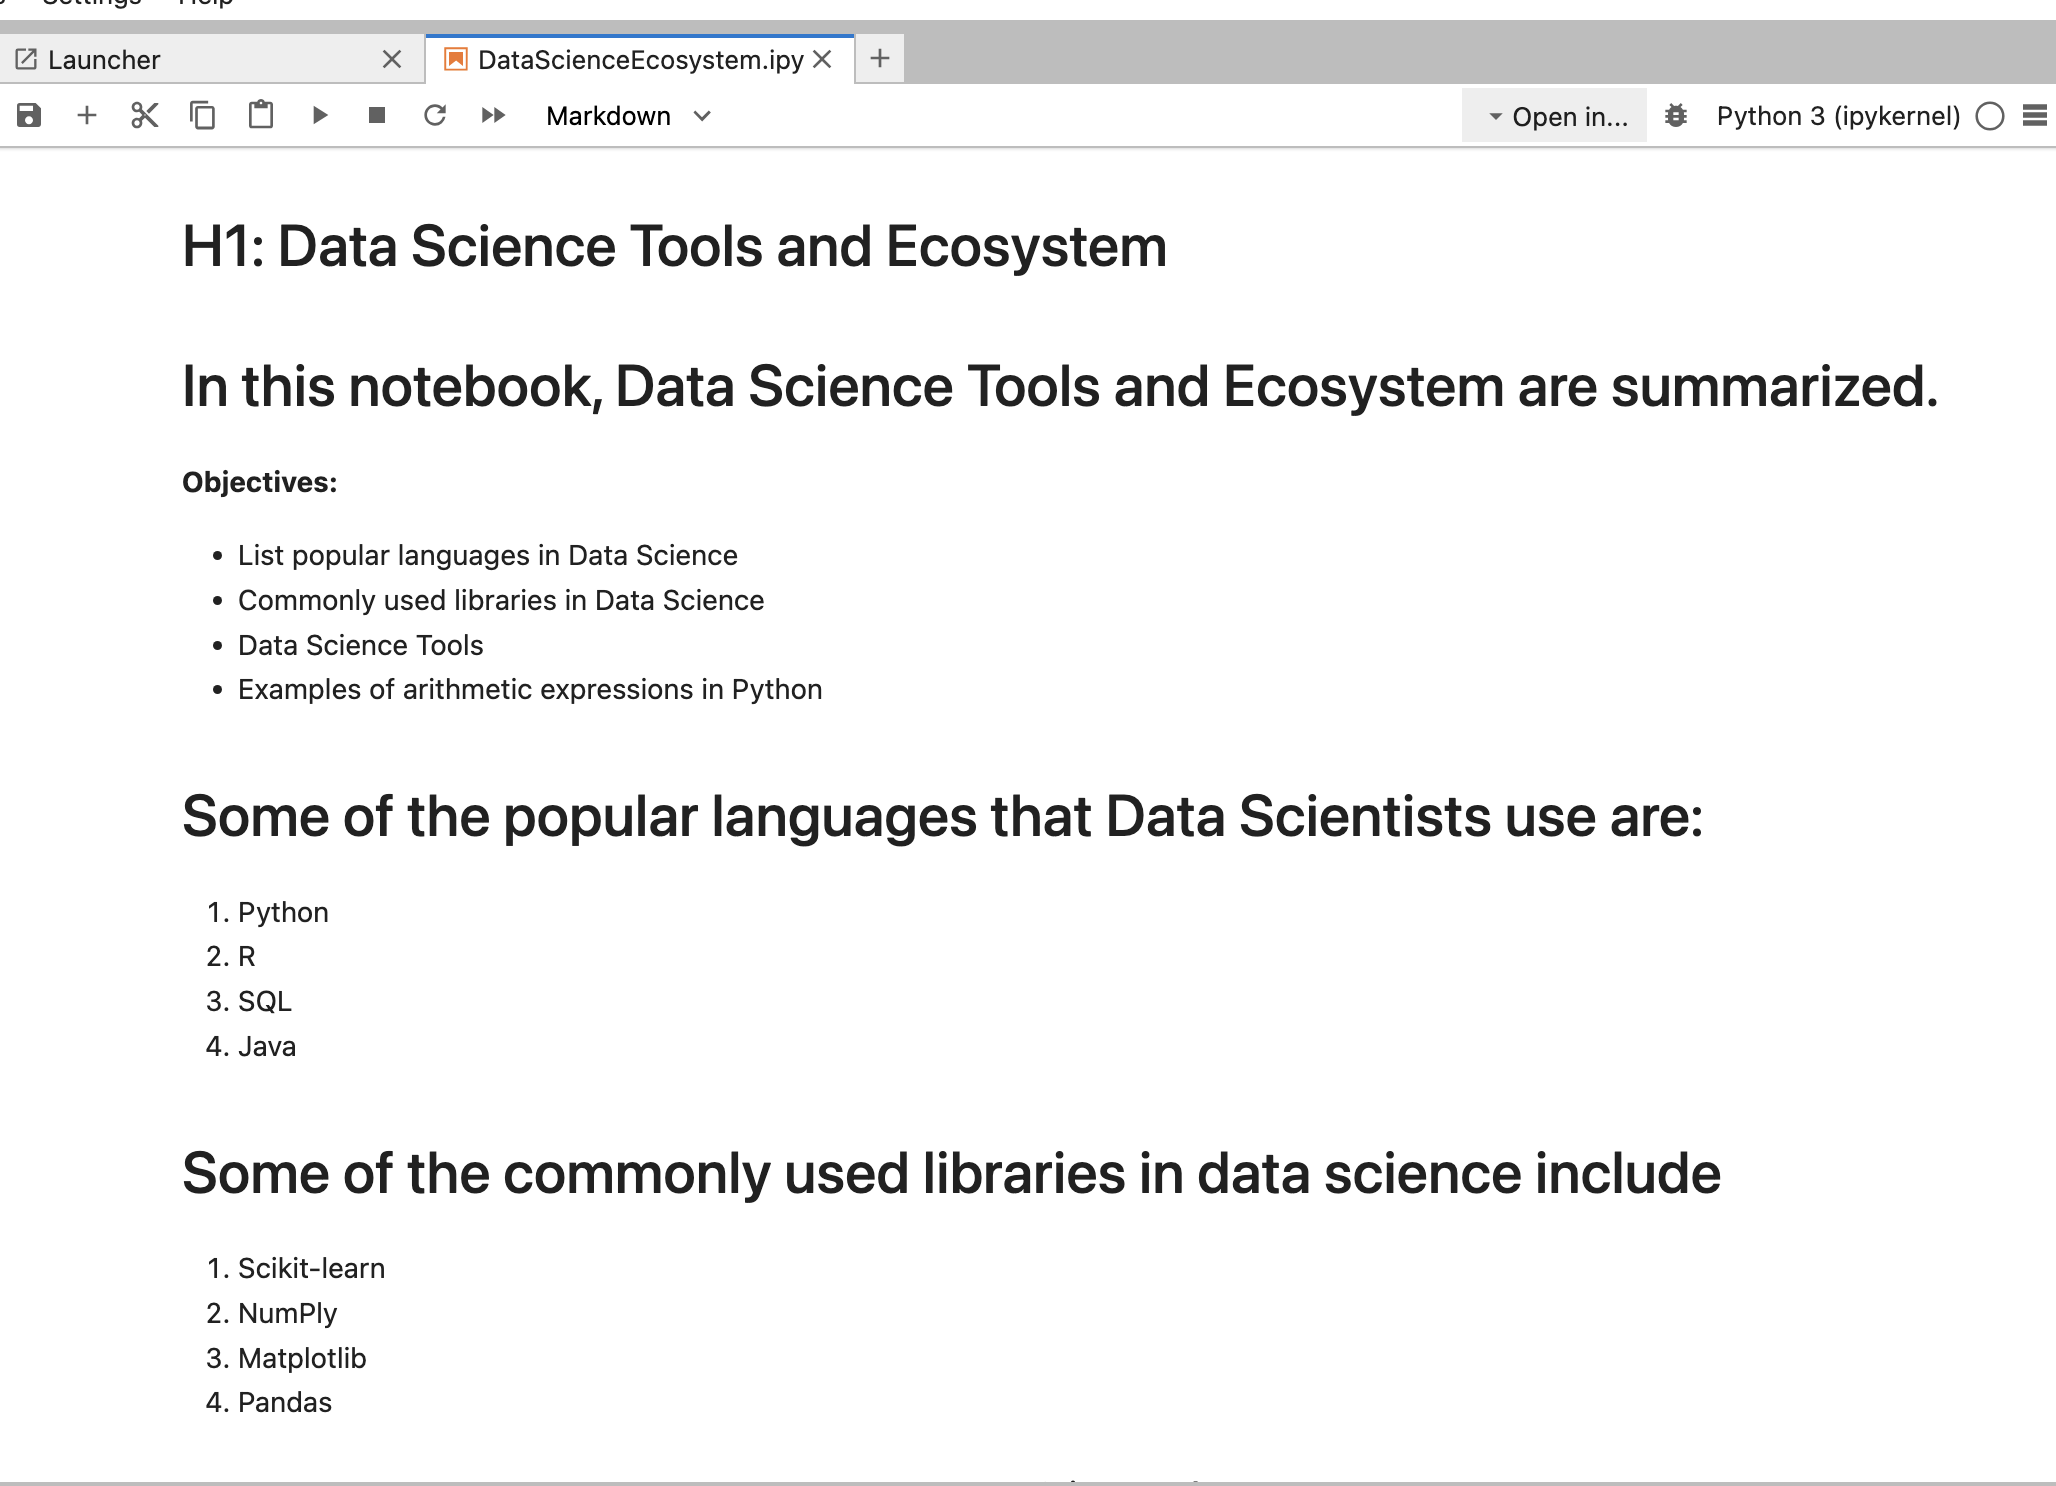 Settings Help
Launcher DataScienceEcosystem.ipy
Markdown Open in... Python 3 (ipykernel)
H1: Data Science Tools and Ecosystem
In this notebook, Data Science Tools and Ecosystem are summarized.
Objectives:
• List popular languages in Data Science
• Commonly used libraries in Data Science
• Data Science Tools
• Examples of arithmetic expressions in Python
Some of the popular languages that Data Scientists use are:
1. Python
2. R
3. SQL
4. Java
Some of the commonly used libraries in data science include
1. Scikit-learn
2. NumPly
3. Matplotlib
4. Pandas